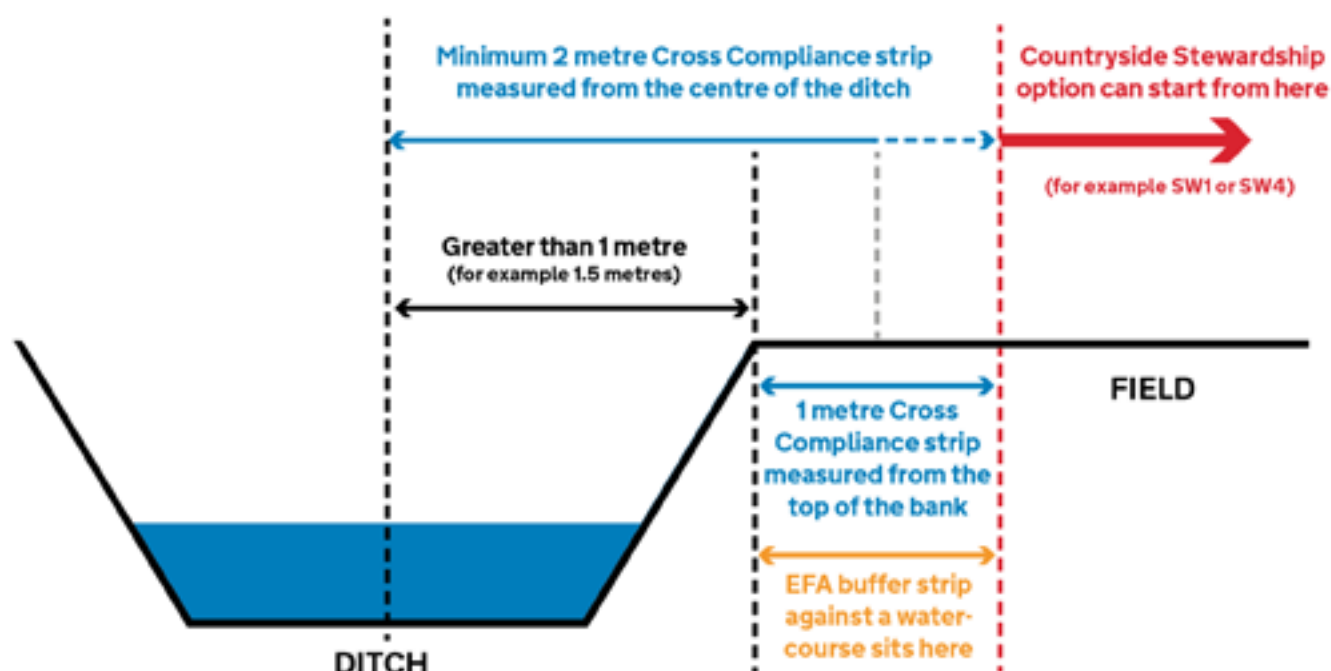 Minimum 2 metre Cross Compliance strip
measured from the centre of the ditch
Countryside Stewardship
option can start from here
(for example SW1 or SW4)
Greater than 1 metre
(for example 1.5 metres)
FIELD
1 metre Cross
Compliance strip
measured from the
top of the bank
EFA buffer strip
against a water-
course sits here
DITCH